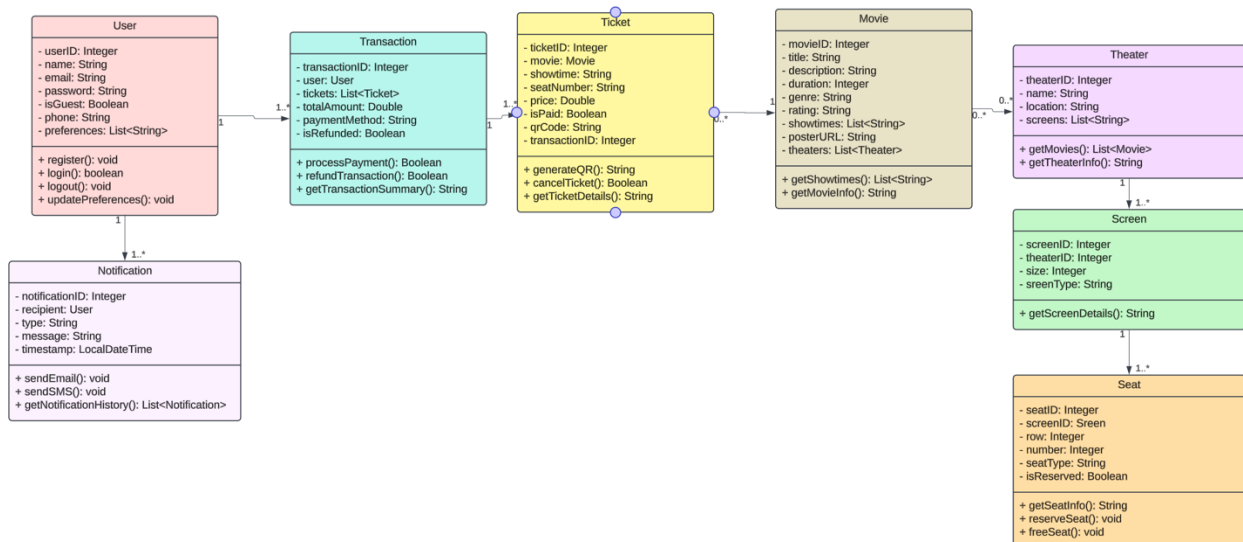 User
- userID: Integer
- name: String
- email: String
- password: String
- isGuest: Boolean
- phone: String
- preferences: List<String>
+ register(): void
+ login(): boolean
+ logout(): void
+ updatePreferences(): void
1
1..*
1
1..*
Transaction
- transactionID: Integer
- user: User
- tickets: List<Ticket>
- totalAmount: Double
- paymentMethod: String
- isRefunded: Boolean
+ processPayment(): Boolean
+ refundTransaction(): Boolean
+ getTransactionSummary(): String
1
1..*
Ticket
- ticketID: Integer
- movie: Movie
- showtime: String
- seatNumber: String
- price: Double
- isPaid: Boolean
- qrCode: String
- transactionID: Integer
+ generateQR(): String
+ cancelTicket(): Boolean
+ getTicketDetails(): String
0..*
1
Movie
- movieID: Integer
- title: String
- description: String
- duration: Integer
- genre: String
- rating: String
- showtimes: List<String>
- posterURL: String
- theaters: List<Theater>
+ getShowtimes(): List<String>
+ getMovieInfo(): String
0..*
0..*
Theater
- theaterID: Integer
- name: String
- location: String
- screens: List<String>
+ getMovies(): List<Movie>
+ getTheaterInfo(): String
1
1..*
Notification
- notificationID: Integer
- recipient: User
- type: String
- message: String
- timestamp: LocalDateTime
+ sendEmail(): void
+ sendSMS(): void
+ getNotificationHistory(): List<Notification>
Screen
- screenID: Integer
- theaterID: Integer
- size: Integer
- sreenType: String
+ getScreenDetails(): String
1
1..*
Seat
- seatID: Integer
- screenID: Sreen
- row: Integer
- number: Integer
- seatType: String
- isReserved: Boolean
+ getSeatInfo(): String
+ reserveSeat(): void
+ freeSeat(): void